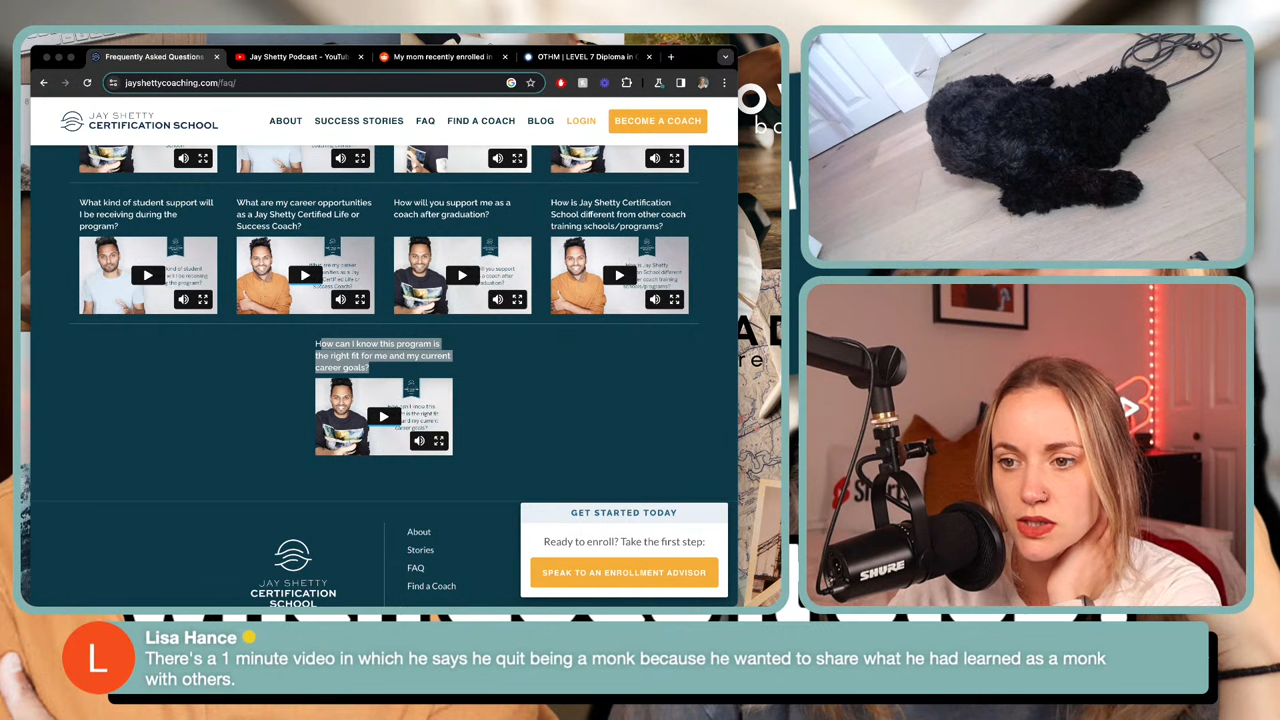 Frequently Asked Questions
Jay Shetty Podcast - YouTub
My mom recently enrolled in
OTHM | LEVEL 7 Diploma in C
jayshettycoaching.com/faq/
JAY SHETTY
CERTIFICATION SCHOOL
ABOUT
SUCCESS STORIES
FAQ
FIND A COACH
BLOG
LOGIN
BECOME A COACH
What kind of student support will
I be receiving during the
program?
What are my career opportunities
as a Jay Shetty Certified Life or
Success Coach?
How will you support me as a
coach after graduation?
How is Jay Shetty Certification
School different from other coach
training schools/programs?
How can I know this program is
the right fit for me and my current
career goals?
GET STARTED TODAY
Ready to enroll? Take the first step:
SPEAK TO AN ENROLLMENT ADVISOR
JAY SHETTY
CERTIFICATION
SCHOOL
About
Stories
FAQ
Find a Coach
SHURE
L
Lisa Hance
There's a 1 minute video in which he says he quit being a monk because he wanted to share what he had learned as a monk
with others.